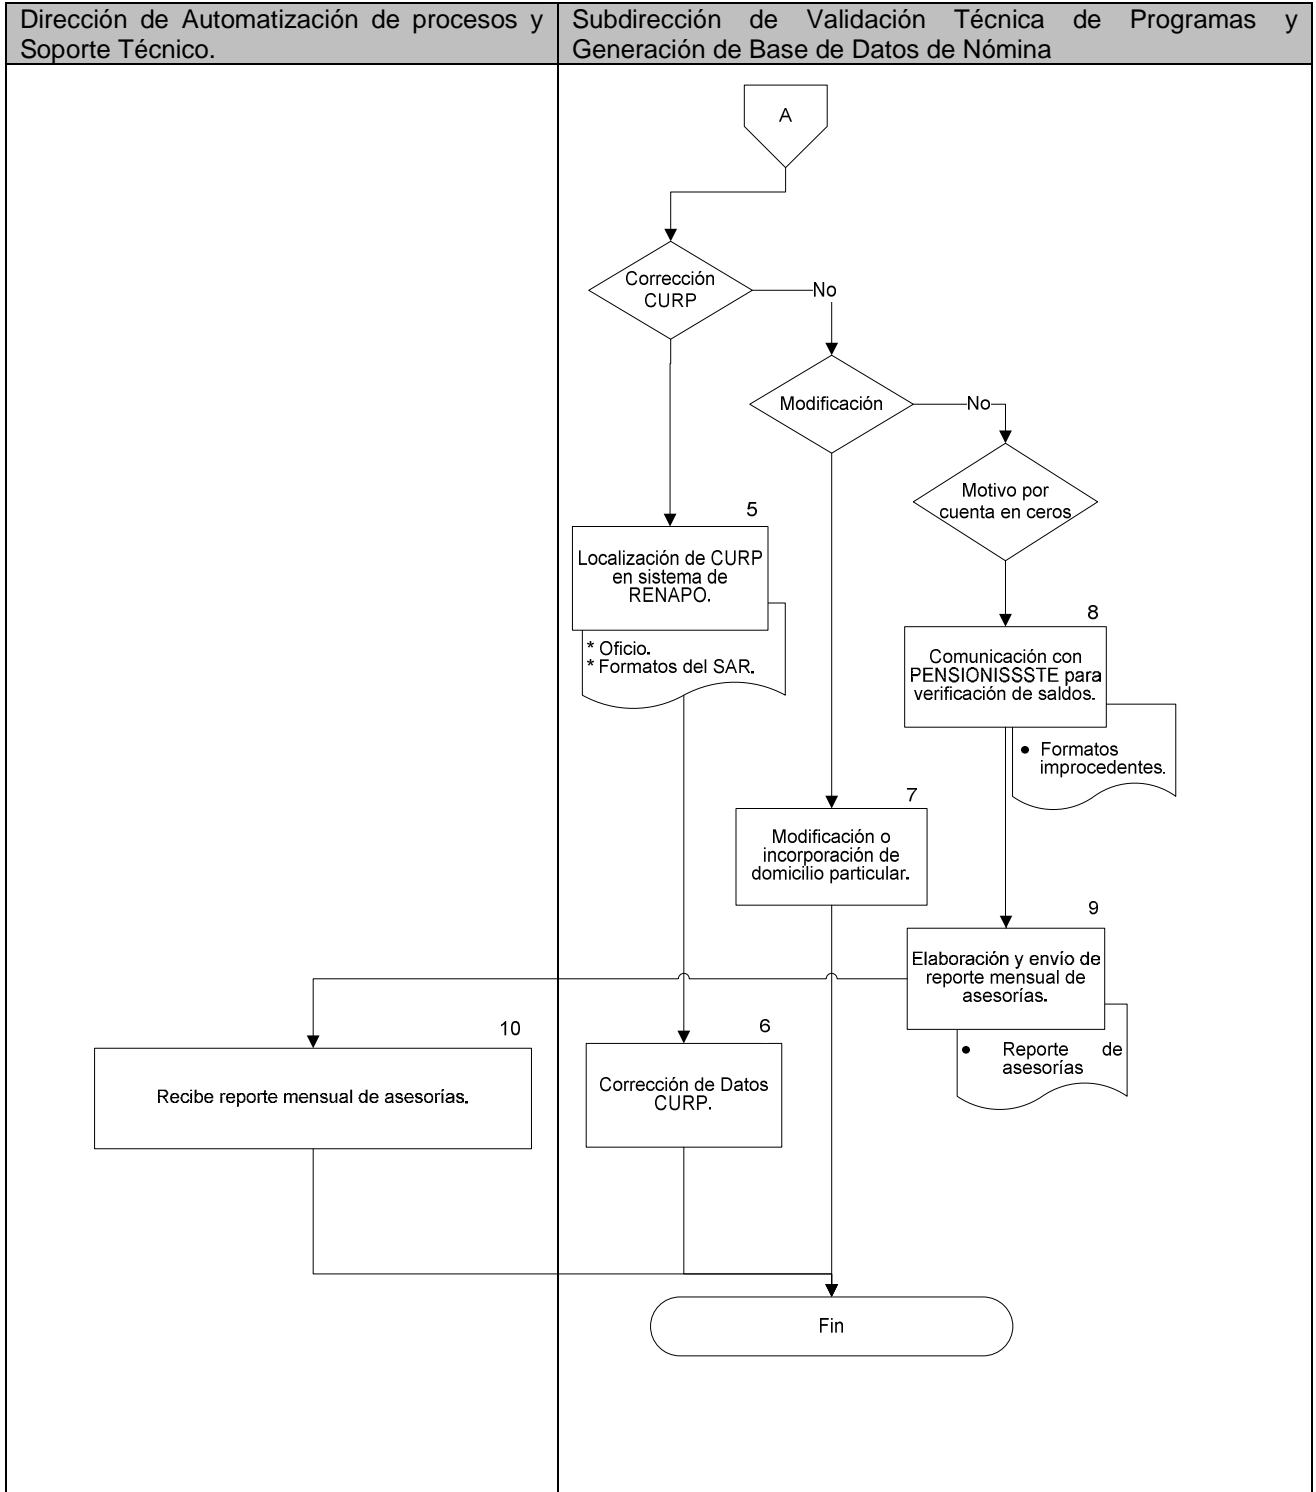 Dirección de Automatización de procesos y
Soporte Técnico.
Subdirección de Validación Técnica de Programas y
Generación de Base de Datos de Nómina
A
Corrección
CURP
No
Modificación
No
Motivo por
cuenta en ceros
5
Localización de CURP
en sistema de
RENAPO.
* Oficio.
* Formatos del SAR.
8
Comunicación con
PENSIONISSSTE para
verificación de saldos.
● Formatos
improcedentes.
7
Modificación o
incorporación de
domicilio particular.
9
Elaboración y envío de
reporte mensual de
asesorías.
● Reporte de
asesorías
10
Recibe reporte mensual de asesorías.
6
Corrección de Datos
CURP.
Fin